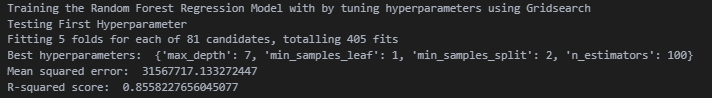 Training the Random Forest Regression Model with by tuning hyperparameters using Gridsearch
Testing First Hyperparameter
Fitting 5 folds for each of 81 candidates, totalling 405 fits
Best hyperparameters:  {'max_depth': 7, 'min_samples_leaf': 1, 'min_samples_split': 2, 'n_estimators': 100}
Mean squared error:  31567717.133272447
R-squared score:  0.8558227656045077